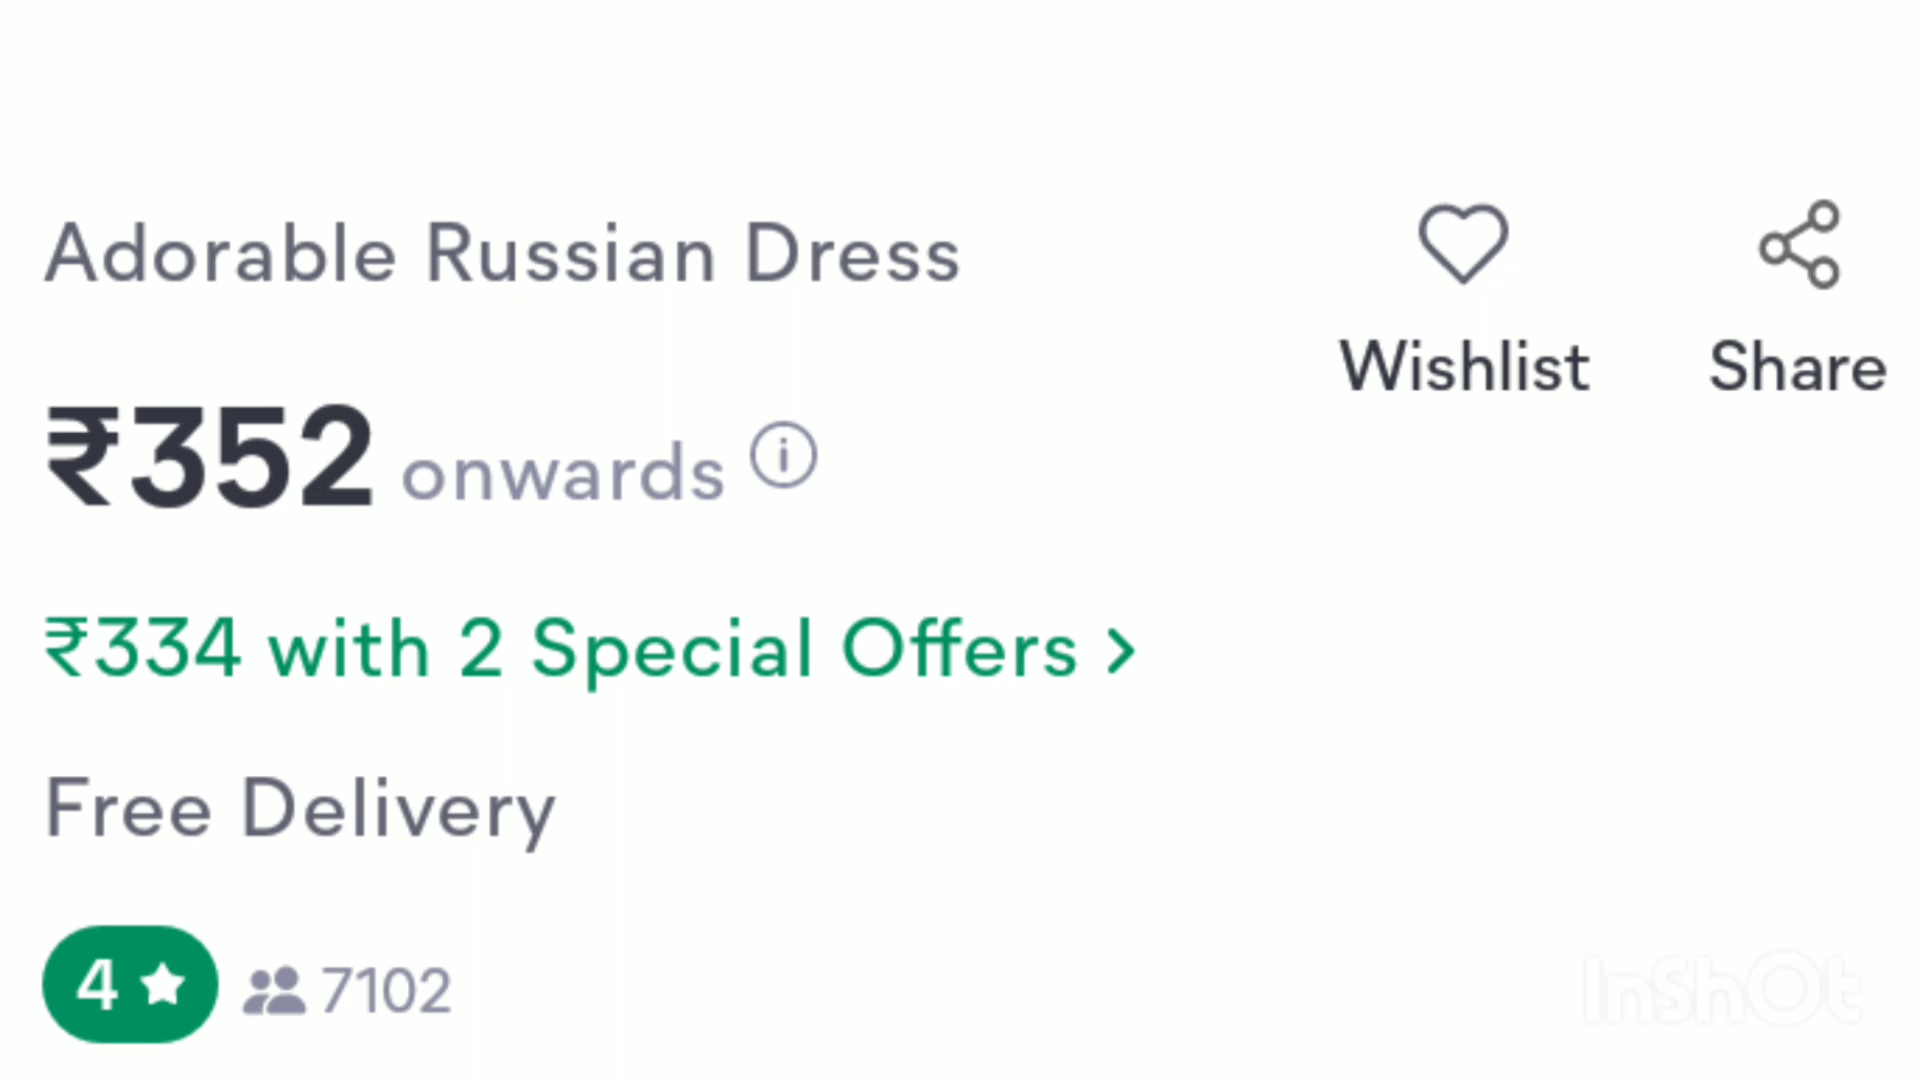 Adorable Russian Dress
Wishlist
Share
₹352 onwards
₹334 with 2 Special Offers
Free Delivery
4 ★ 7102
InShOt